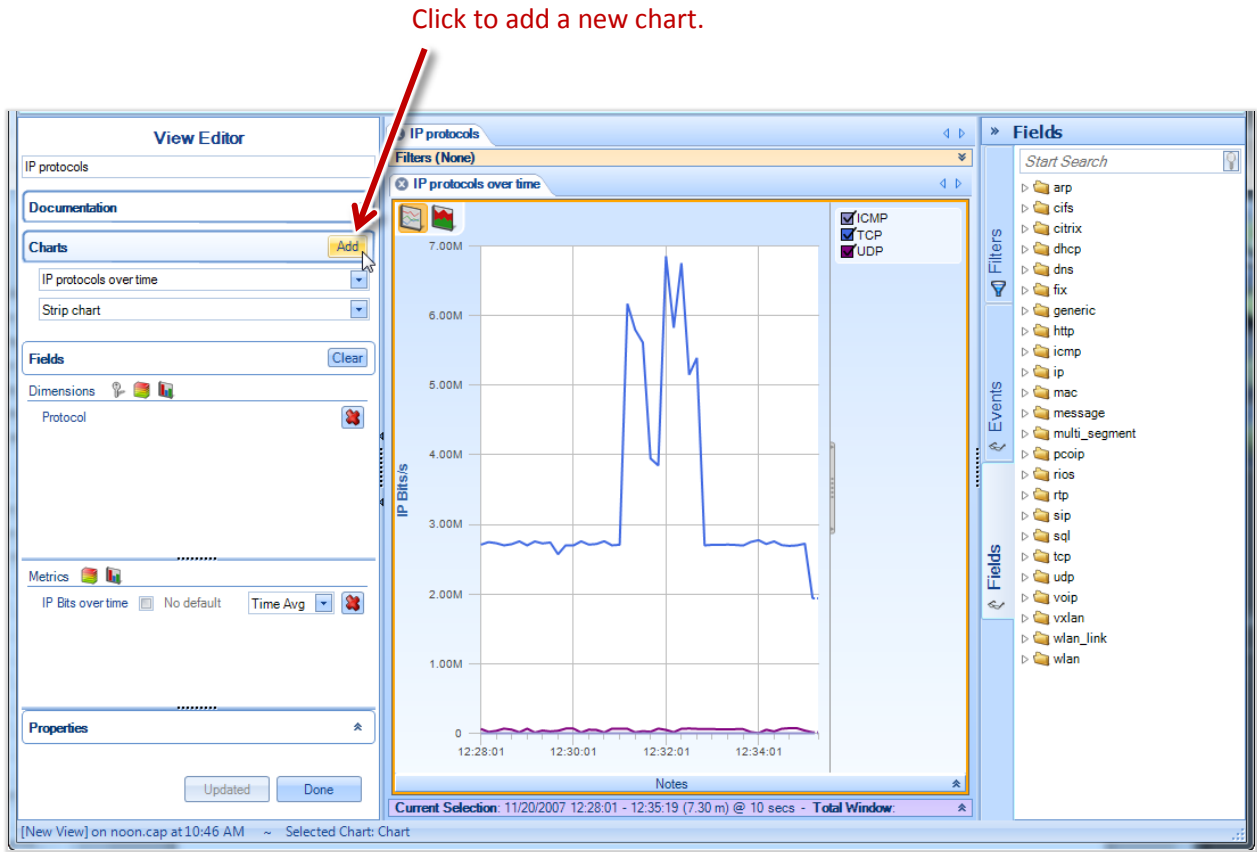 Click to add a new chart.
View Editor
IP protocols
Documentation
Charts
Add
IP protocols over time
Strip chart
Fields
Clear
Dimensions
Protocol
Metrics
IP Bits over time
No default
Time Avg
Properties
Updated
Done
IP protocols
Filters (None)
IP protocols over time
7.00M
6.00M
5.00M
4.00M
3.00M
2.00M
1.00M
0
IP Bits/s
12:28:01
12:30:01
12:32:01
12:34:01
ICMP
TCP
UDP
Notes
Current Selection: 11/20/2007 12:28:01 - 12:35:19 (7.30 m) @ 10 secs - Total Window:
Filters
Events
Fields
» Fields
Start Search
arp
cifs
citrix
dhcp
dns
fix
generic
http
icmp
ip
mac
message
multi_segment
pcoip
rios
rtp
sip
sql
tcp
udp
voip
vxlan
wlan_link
wlan
[New View] on noon.cap at 10:46 AM ~ Selected Chart: Chart